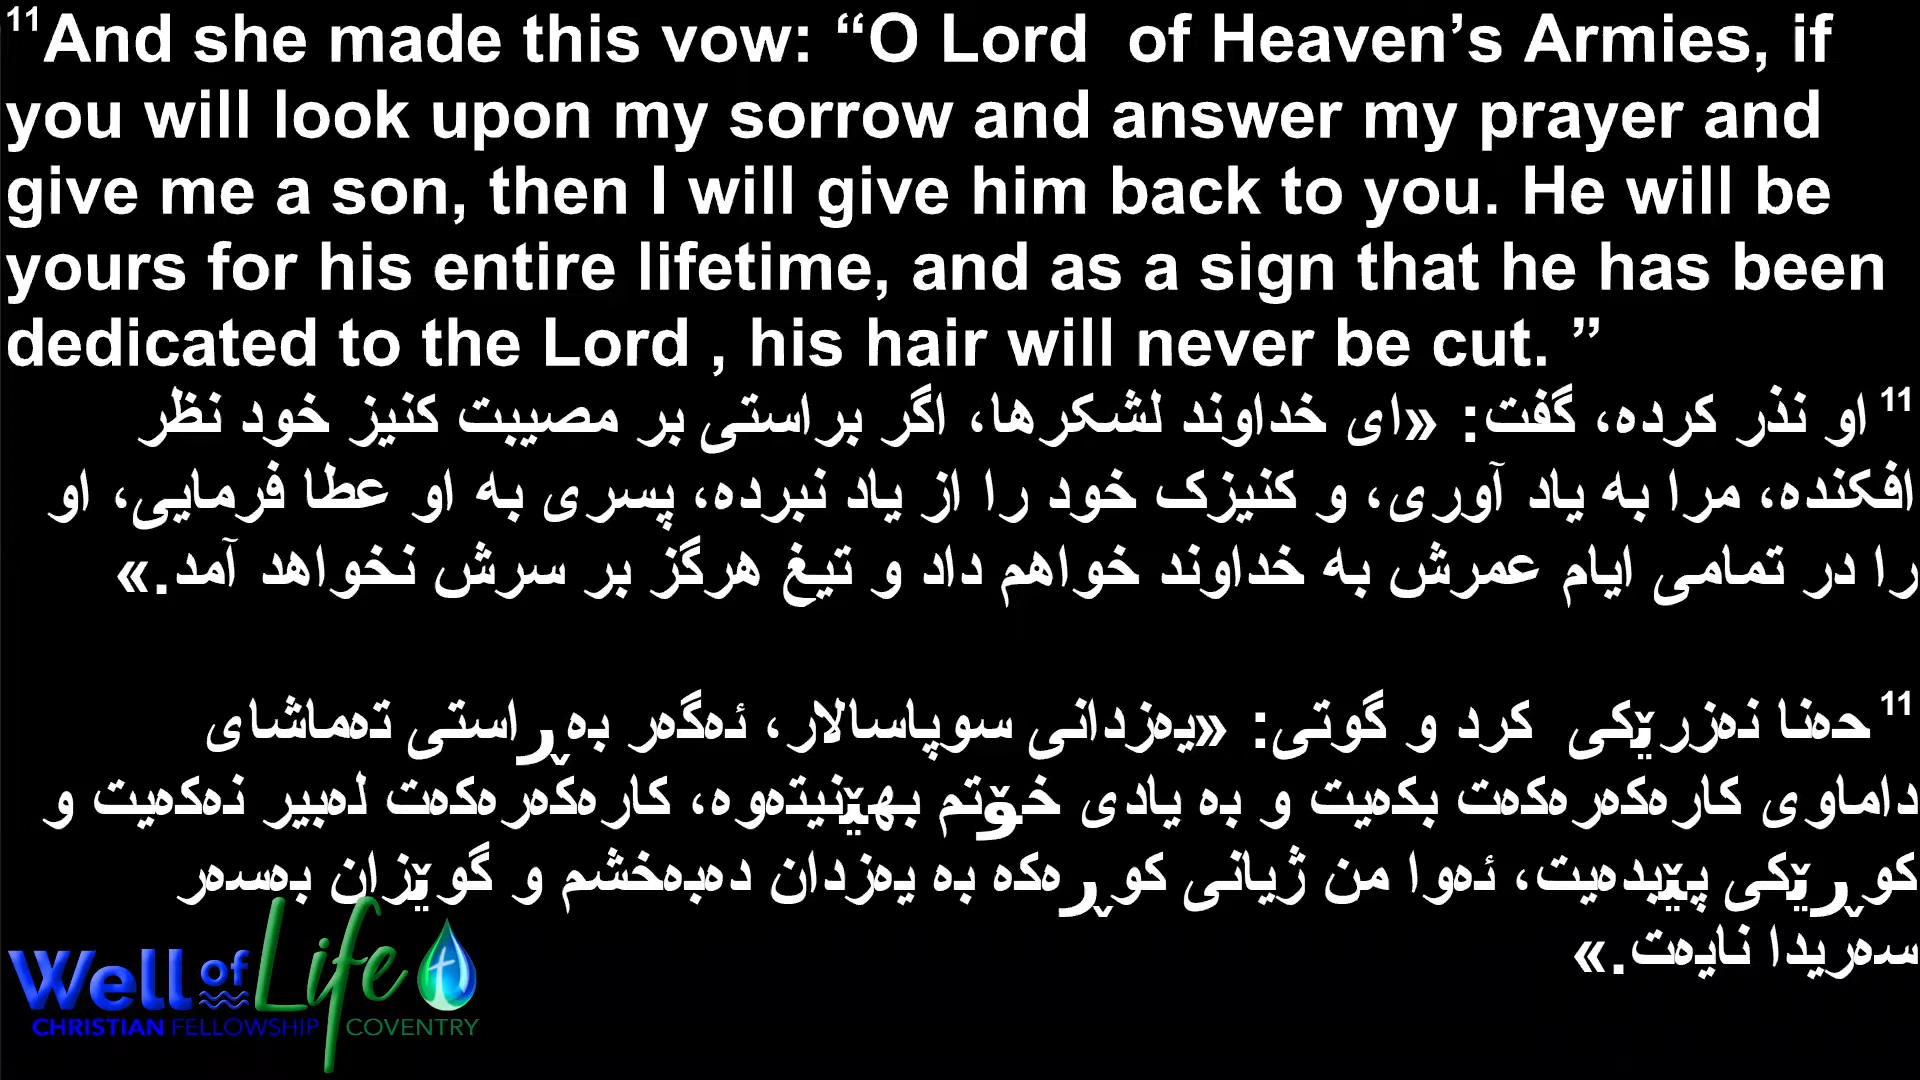 11And she made this vow: “O Lord  of Heaven’s Armies, if
you will look upon my sorrow and answer my prayer and
give me a son, then I will give him back to you. He will be
yours for his entire lifetime, and as a sign that he has been
dedicated to the Lord , his hair will never be cut. ”
11 او نذر کرده، گفت: «ای خداوند لشکرها، اگر براستی بر مصیبت کنیز خود نظر
افکنده، مرا به یاد آوری، و کنیزک خود را از یاد نبرده، پسری به او عطا فرمایی، او
را در تمامی ایام عمرش به خداوند خواهم داد و تیغ هرگز بر سرش نخواهد آمد.»
11 حەنا نەزرێکی  کرد و گوتی: «یەزدانی سوپاسالار، ئەگەر بەڕاستی تەماشای
داماوی کارەکەرەکەت بکەیت و بە یادی خۆتم بهێنیتەوە، کارەکەرەکەت لەبیر نەکەیت و
کوڕێکی پێبدەیت، ئەوا من ژیانی کوڕەکە بە یەزدان دەبەخشم و گوێزان بەسەر
سەریدا نایەت.»
Well of Life
CHRISTIAN FELLOWSHIP COVENTRY